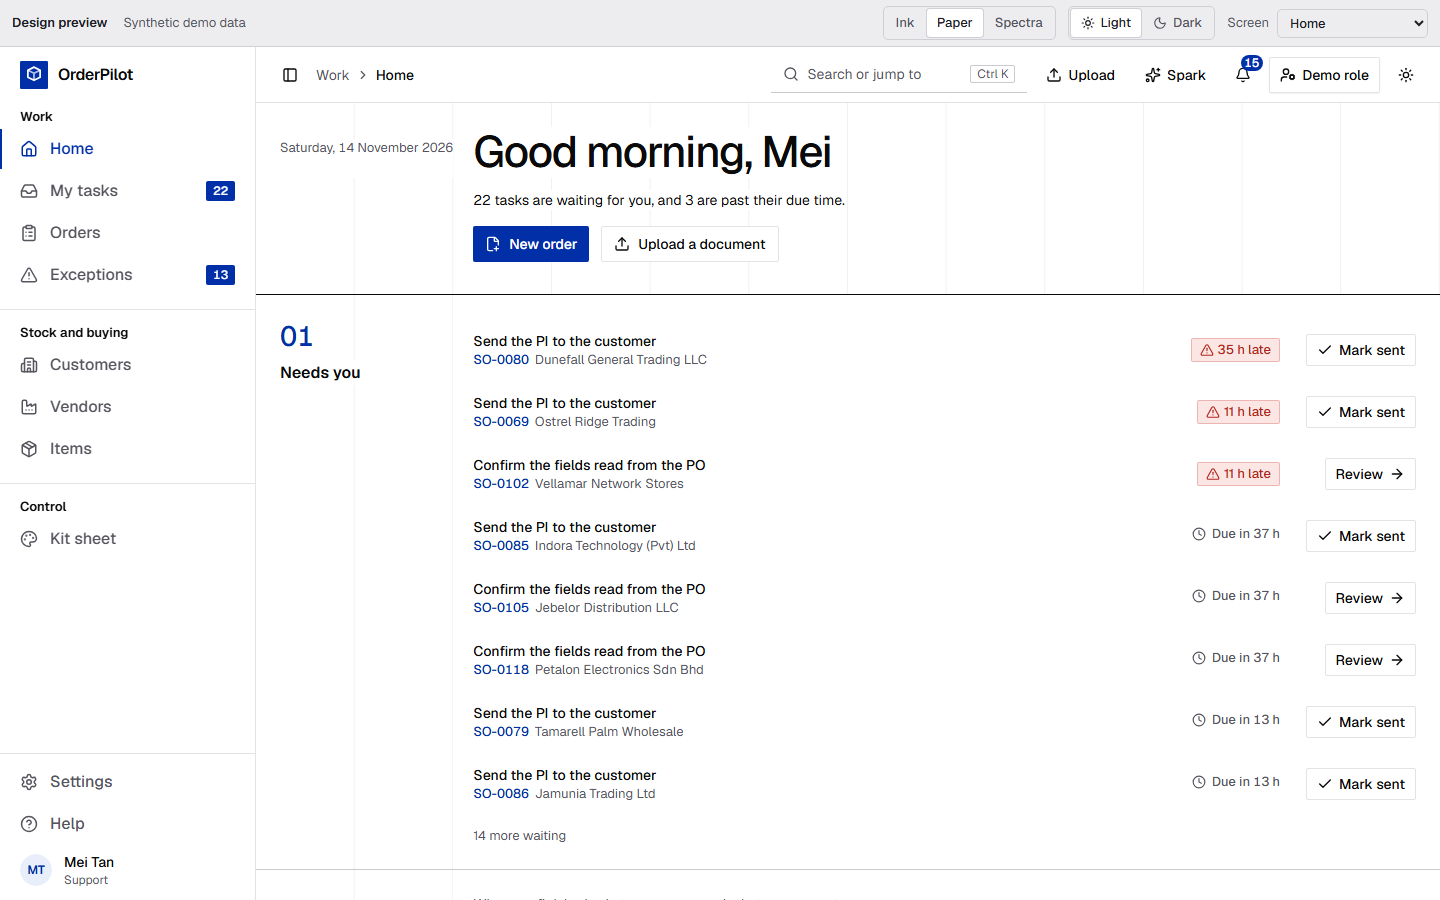 Design preview Synthetic demo data Ink Paper Spectra Light Dark Screen Home
OrderPilot
Work
Home
My tasks 22
Orders
Exceptions 13
Stock and buying
Customers
Vendors
Items
Control
Kit sheet
Settings
Help
MT Mei Tan
Support
Work > Home Search or jump to Ctrl K Upload Spark 15 Demo role
Saturday, 14 November 2026
Good morning, Mei
22 tasks are waiting for you, and 3 are past their due time.
New order Upload a document
01
Needs you
Send the PI to the customer
SO-0080 Dunefall General Trading LLC
35 h late Mark sent
Send the PI to the customer
SO-0069 Ostrel Ridge Trading
11 h late Mark sent
Confirm the fields read from the PO
SO-0102 Vellamar Network Stores
11 h late Review
Send the PI to the customer
SO-0085 Indora Technology (Pvt) Ltd
Due in 37 h Mark sent
Confirm the fields read from the PO
SO-0105 Jebelor Distribution LLC
Due in 37 h Review
Confirm the fields read from the PO
SO-0118 Petalon Electronics Sdn Bhd
Due in 37 h Review
Send the PI to the customer
SO-0079 Tamarell Palm Wholesale
Due in 13 h Mark sent
Send the PI to the customer
SO-0086 Jamunia Trading Ltd
Due in 13 h Mark sent
14 more waiting